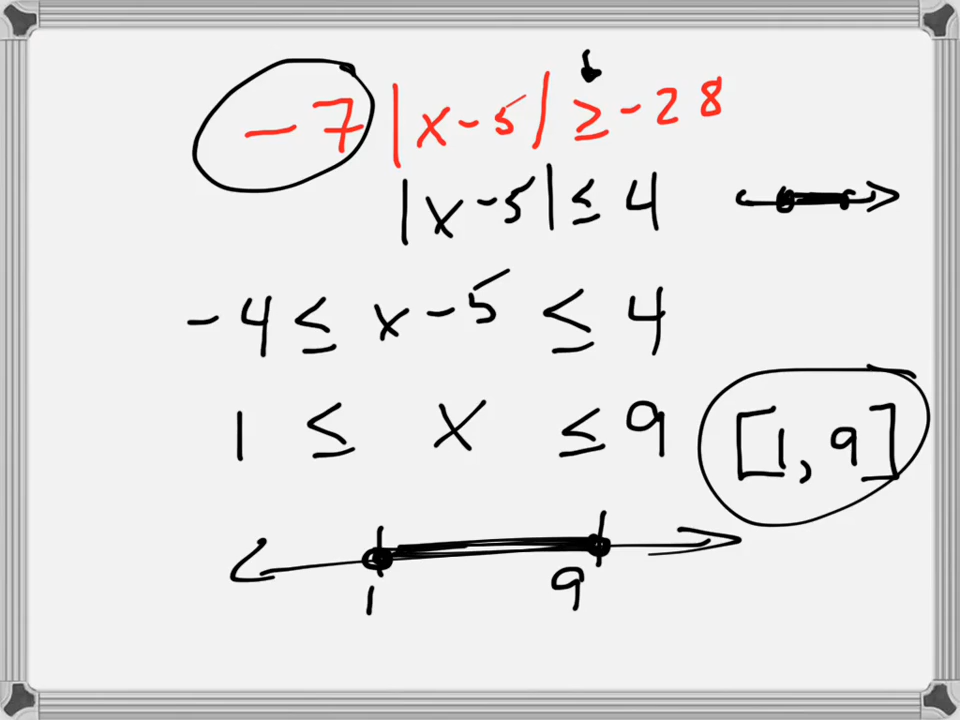 -7|x-5| ≥ -28
|x-5| ≤ 4
-4 ≤ x-5 ≤ 4
1 ≤ x ≤ 9
[1, 9]
1 9